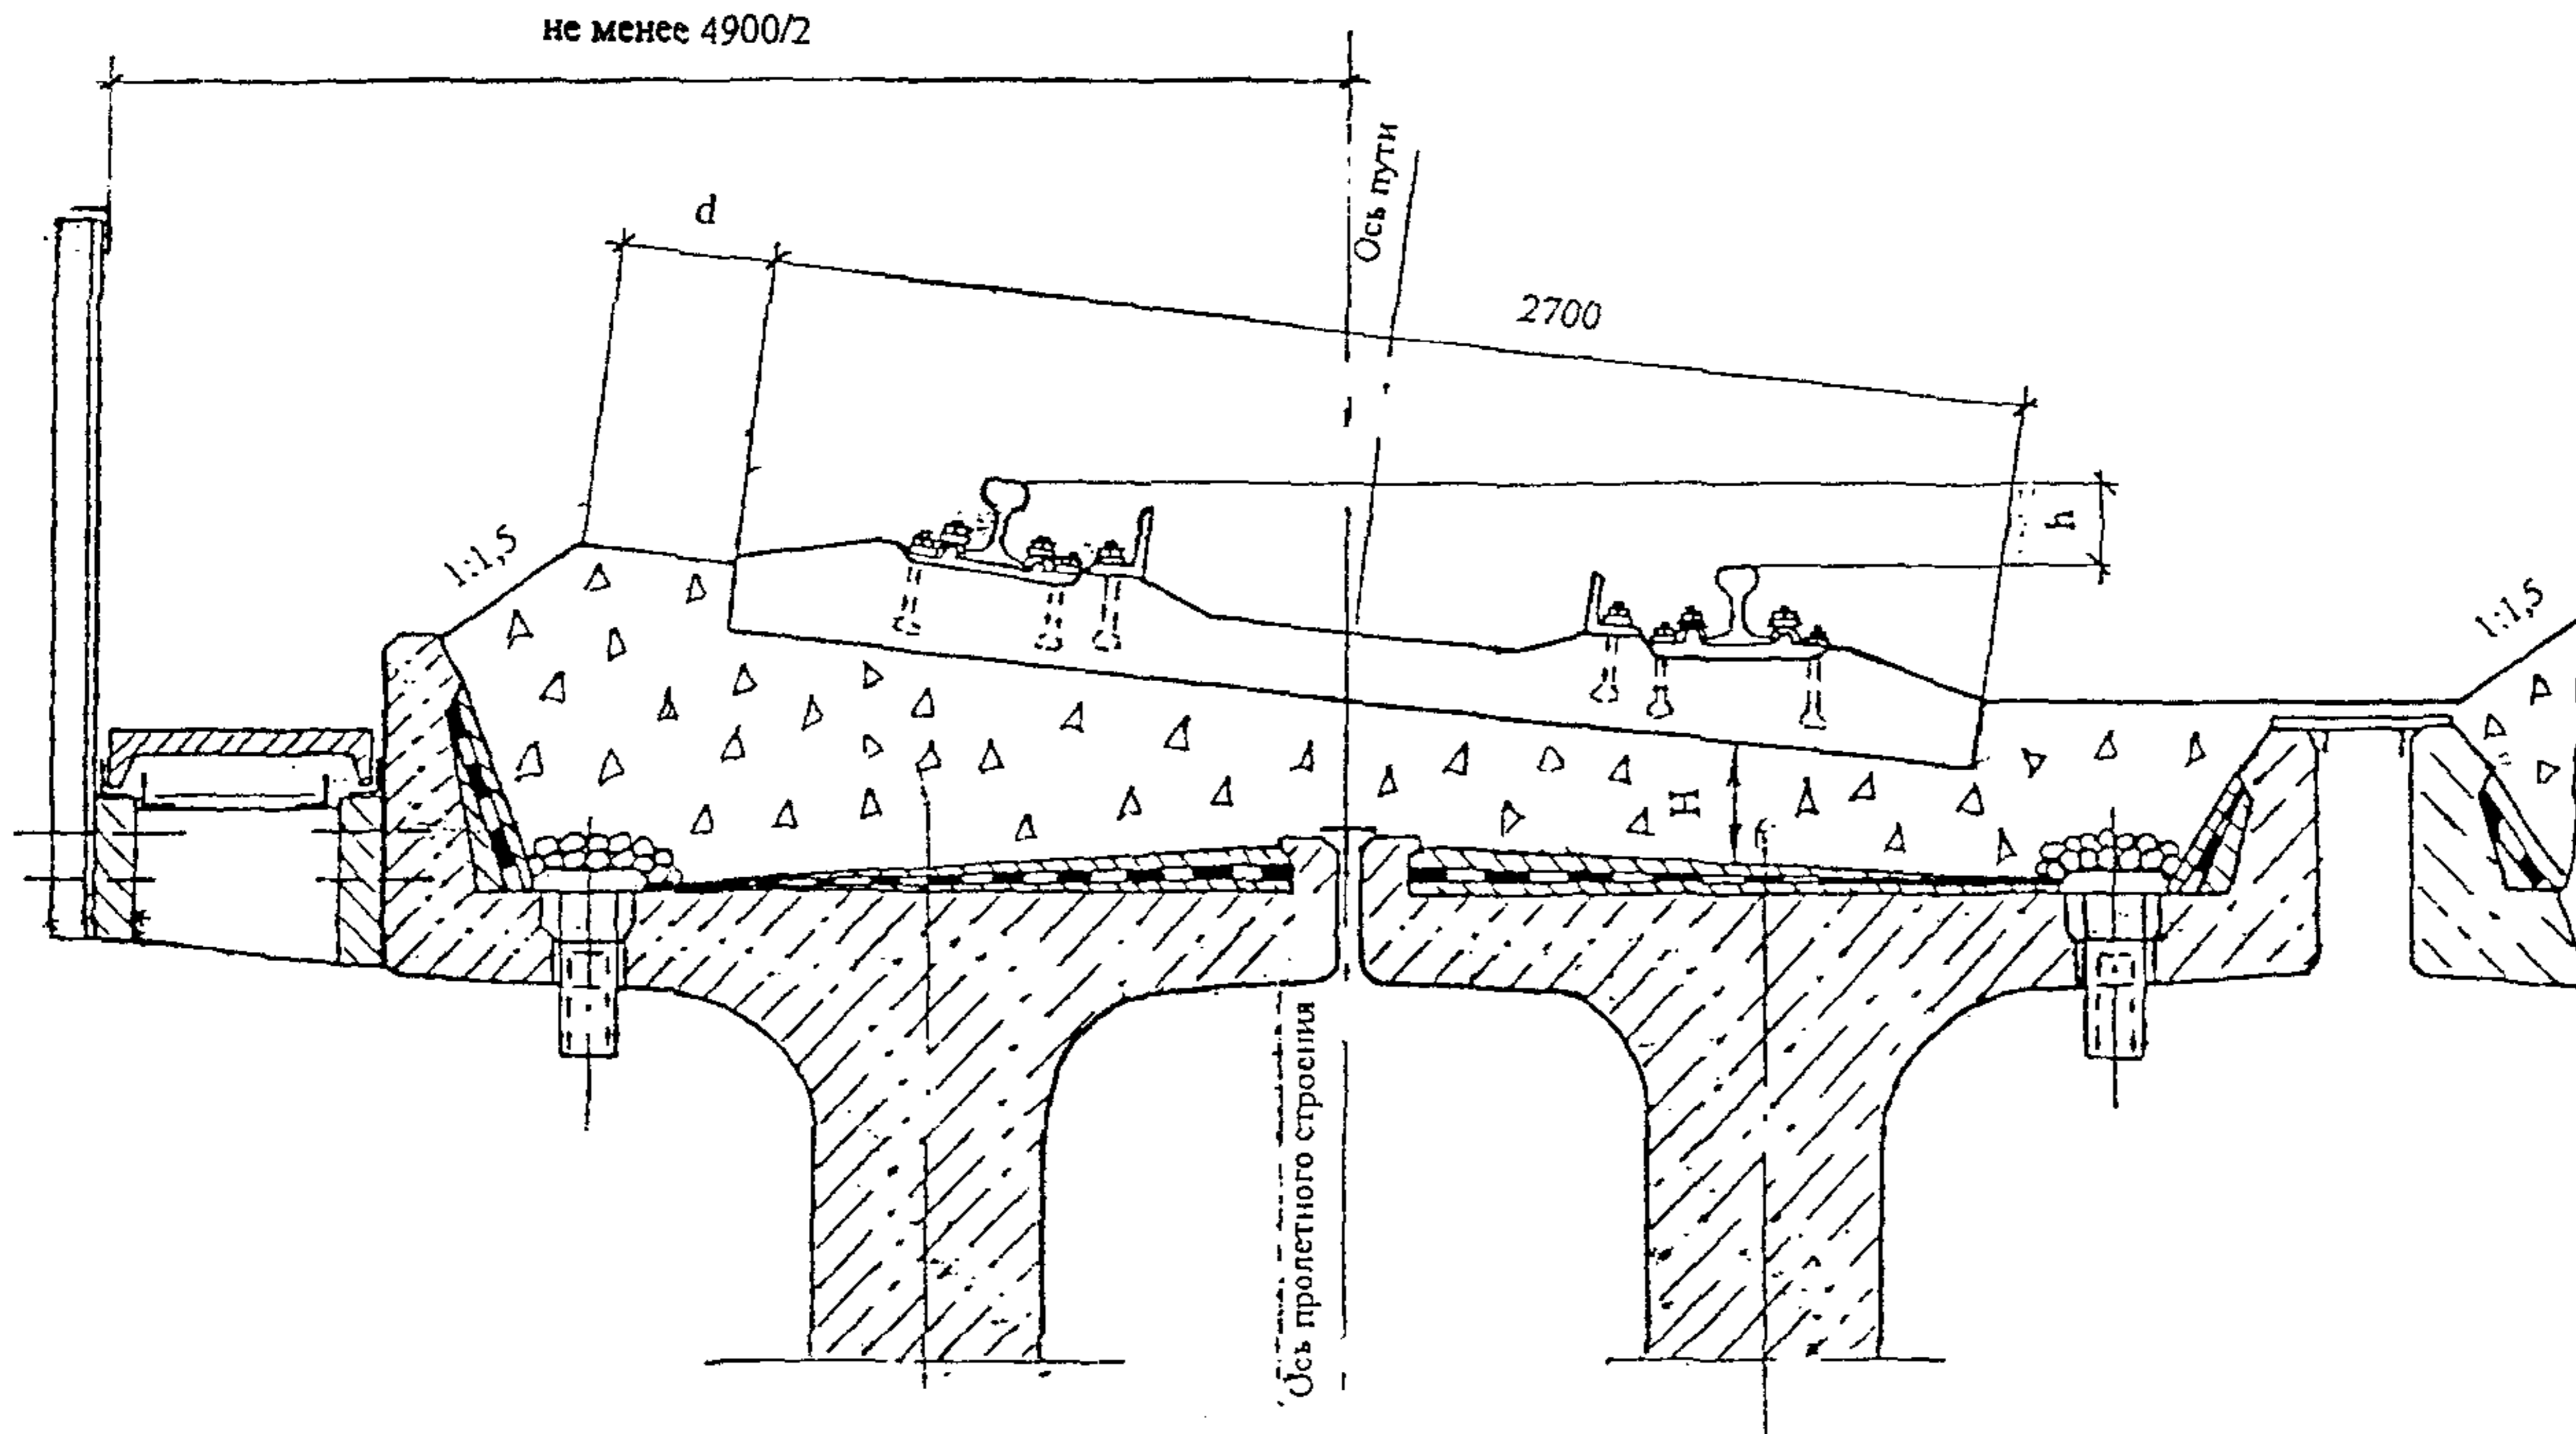 не менее 4900/2
Ось пути
d
2700
h
1:1,5
1:1,5
H
Ось пролетного строения